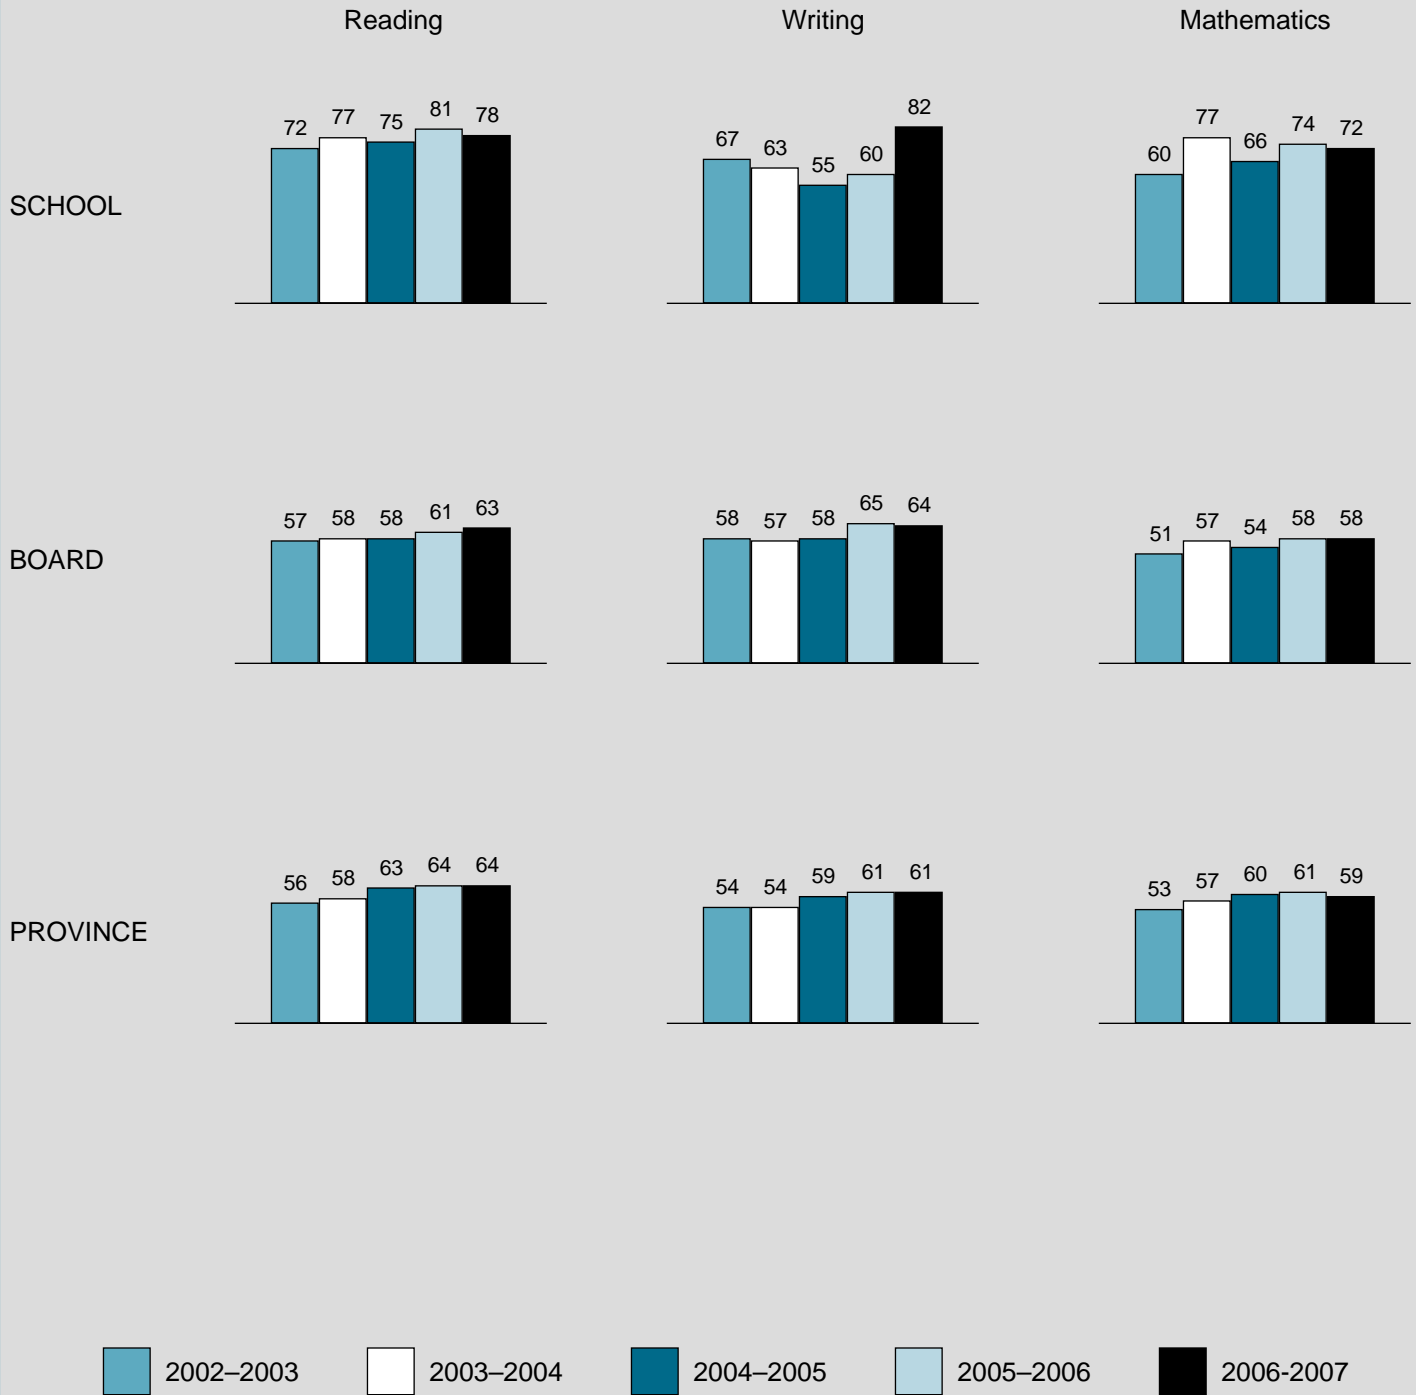 Reading Writing Mathematics
SCHOOL
72 77 75 81 78
67 63 55 60 82
60 77 66 74 72
BOARD
57 58 58 61 63
58 57 58 65 64
51 57 54 58 58
PROVINCE
56 58 63 64 64
54 54 59 61 61
53 57 60 61 59
2002–2003 2003–2004 2004–2005 2005–2006 2006-2007